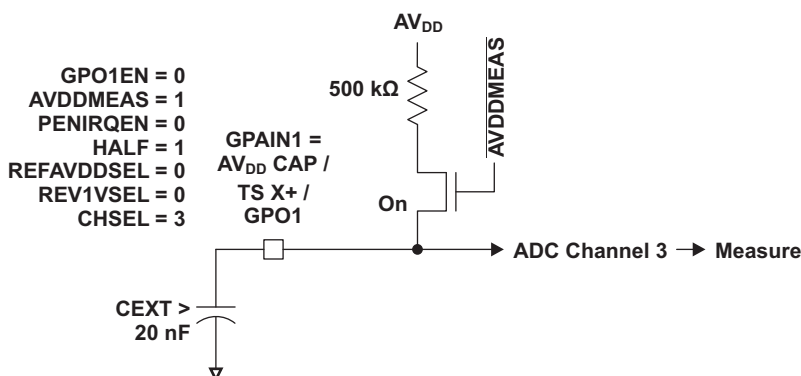 AVDD
GPO1EN = 0
AVDDMEAS = 1
PENIRQEN = 0
HALF = 1
REFAVDDSEL = 0
REV1VSEL = 0
CHSEL = 3
500 kΩ
AVDDMEAS
GPAIN1 =
AVDD CAP /
TS X+ /
GPO1
On
ADC Channel 3
Measure
CEXT >
20 nF